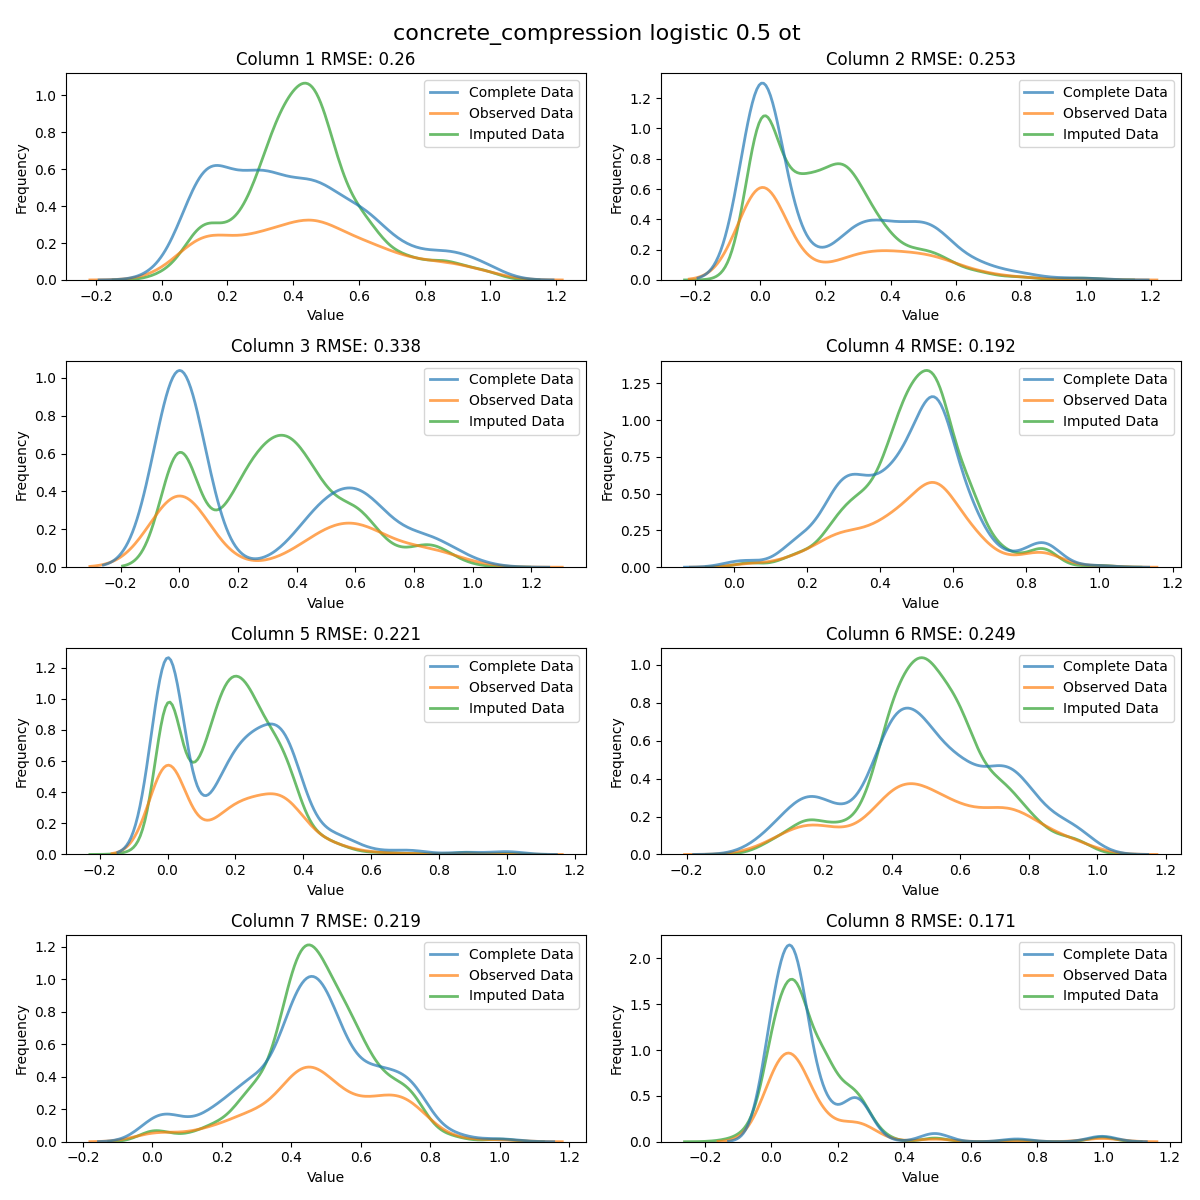 concrete_compression logistic 0.5 ot
Column 1 RMSE: 0.26
Frequency
1.0
0.8
0.6
0.4
0.2
0.0
Complete Data
Observed Data
Imputed Data
−0.2 0.0 0.2 0.4 0.6 0.8 1.0 1.2
Value
Column 2 RMSE: 0.253
Frequency
1.2
1.0
0.8
0.6
0.4
0.2
0.0
Complete Data
Observed Data
Imputed Data
−0.2 0.0 0.2 0.4 0.6 0.8 1.0 1.2
Value
Column 3 RMSE: 0.338
Frequency
1.0
0.8
0.6
0.4
0.2
0.0
Complete Data
Observed Data
Imputed Data
−0.2 0.0 0.2 0.4 0.6 0.8 1.0 1.2
Value
Column 4 RMSE: 0.192
Frequency
1.25
1.00
0.75
0.50
0.25
0.00
Complete Data
Observed Data
Imputed Data
0.0 0.2 0.4 0.6 0.8 1.0 1.2
Value
Column 5 RMSE: 0.221
Frequency
1.2
1.0
0.8
0.6
0.4
0.2
0.0
Complete Data
Observed Data
Imputed Data
−0.2 0.0 0.2 0.4 0.6 0.8 1.0 1.2
Value
Column 6 RMSE: 0.249
Frequency
1.0
0.8
0.6
0.4
0.2
0.0
Complete Data
Observed Data
Imputed Data
−0.2 0.0 0.2 0.4 0.6 0.8 1.0 1.2
Value
Column 7 RMSE: 0.219
Frequency
1.2
1.0
0.8
0.6
0.4
0.2
0.0
Complete Data
Observed Data
Imputed Data
−0.2 0.0 0.2 0.4 0.6 0.8 1.0 1.2
Value
Column 8 RMSE: 0.171
Frequency
2.0
1.5
1.0
0.5
0.0
Complete Data
Observed Data
Imputed Data
−0.2 0.0 0.2 0.4 0.6 0.8 1.0 1.2
Value